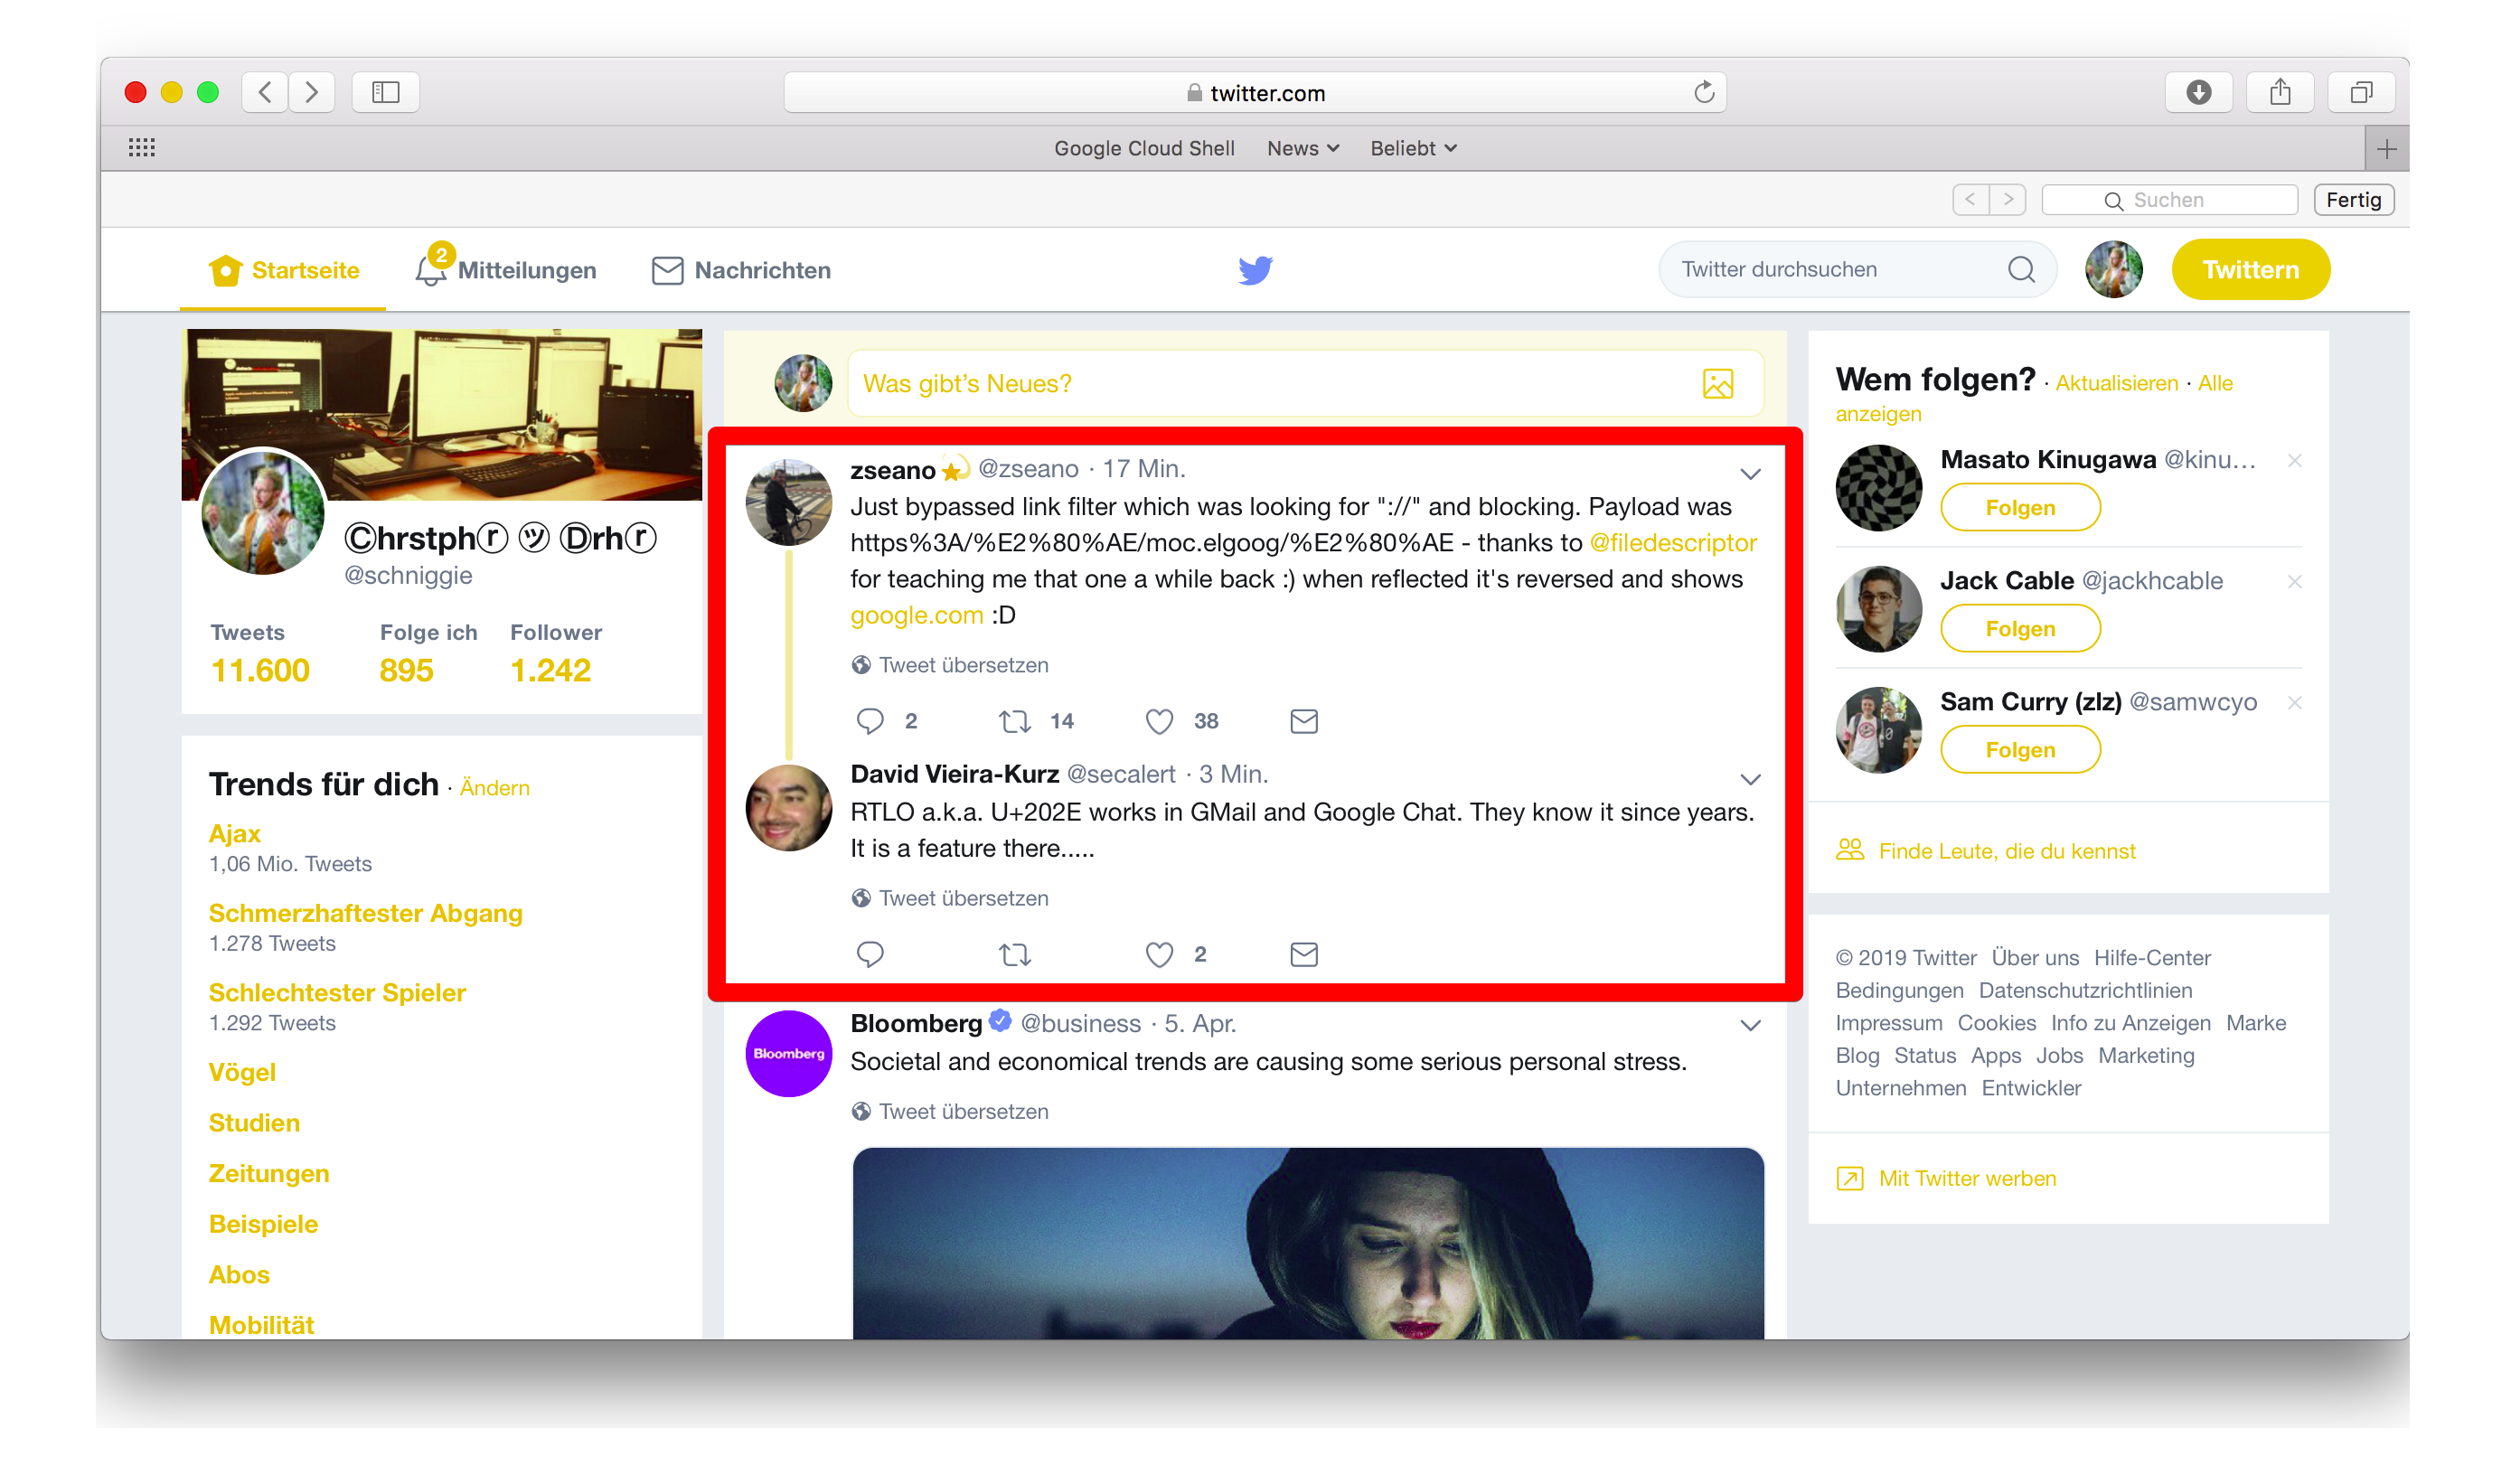 twitter.com
Google Cloud Shell News Beliebt
Suchen Fertig
Startseite 2 Mitteilungen Nachrichten Twitter durchsuchen Twittern
Ⓒhrstphⓡ ㋡ Ⓓrhⓡ
@schniggie
Tweets Folge ich Follower
11.600 895 1.242
Trends für dich · Ändern
Ajax
1,06 Mio. Tweets
Schmerzhaftester Abgang
1.278 Tweets
Schlechtester Spieler
1.292 Tweets
Vögel
Studien
Zeitungen
Beispiele
Abos
Mobilität
Was gibt's Neues?
zseano @zseano · 17 Min.
Just bypassed link filter which was looking for "://" and blocking. Payload was
https%3A/%E2%80%AE/moc.elgoog/%E2%80%AE - thanks to @filedescriptor
for teaching me that one a while back :) when reflected it's reversed and shows
google.com :D
Tweet übersetzen
2 14 38
David Vieira-Kurz @secalert · 3 Min.
RTLO a.k.a. U+202E works in GMail and Google Chat. They know it since years.
It is a feature there.....
Tweet übersetzen
2
Bloomberg
Bloomberg @business · 5. Apr.
Societal and economical trends are causing some serious personal stress.
Tweet übersetzen
Wem folgen? · Aktualisieren · Alle
anzeigen
Masato Kinugawa @kinu...
Folgen
Jack Cable @jackhcable
Folgen
Sam Curry (zlz) @samwcyo
Folgen
Finde Leute, die du kennst
© 2019 Twitter Über uns Hilfe-Center
Bedingungen Datenschutzrichtlinien
Impressum Cookies Info zu Anzeigen Marke
Blog Status Apps Jobs Marketing
Unternehmen Entwickler
Mit Twitter werben